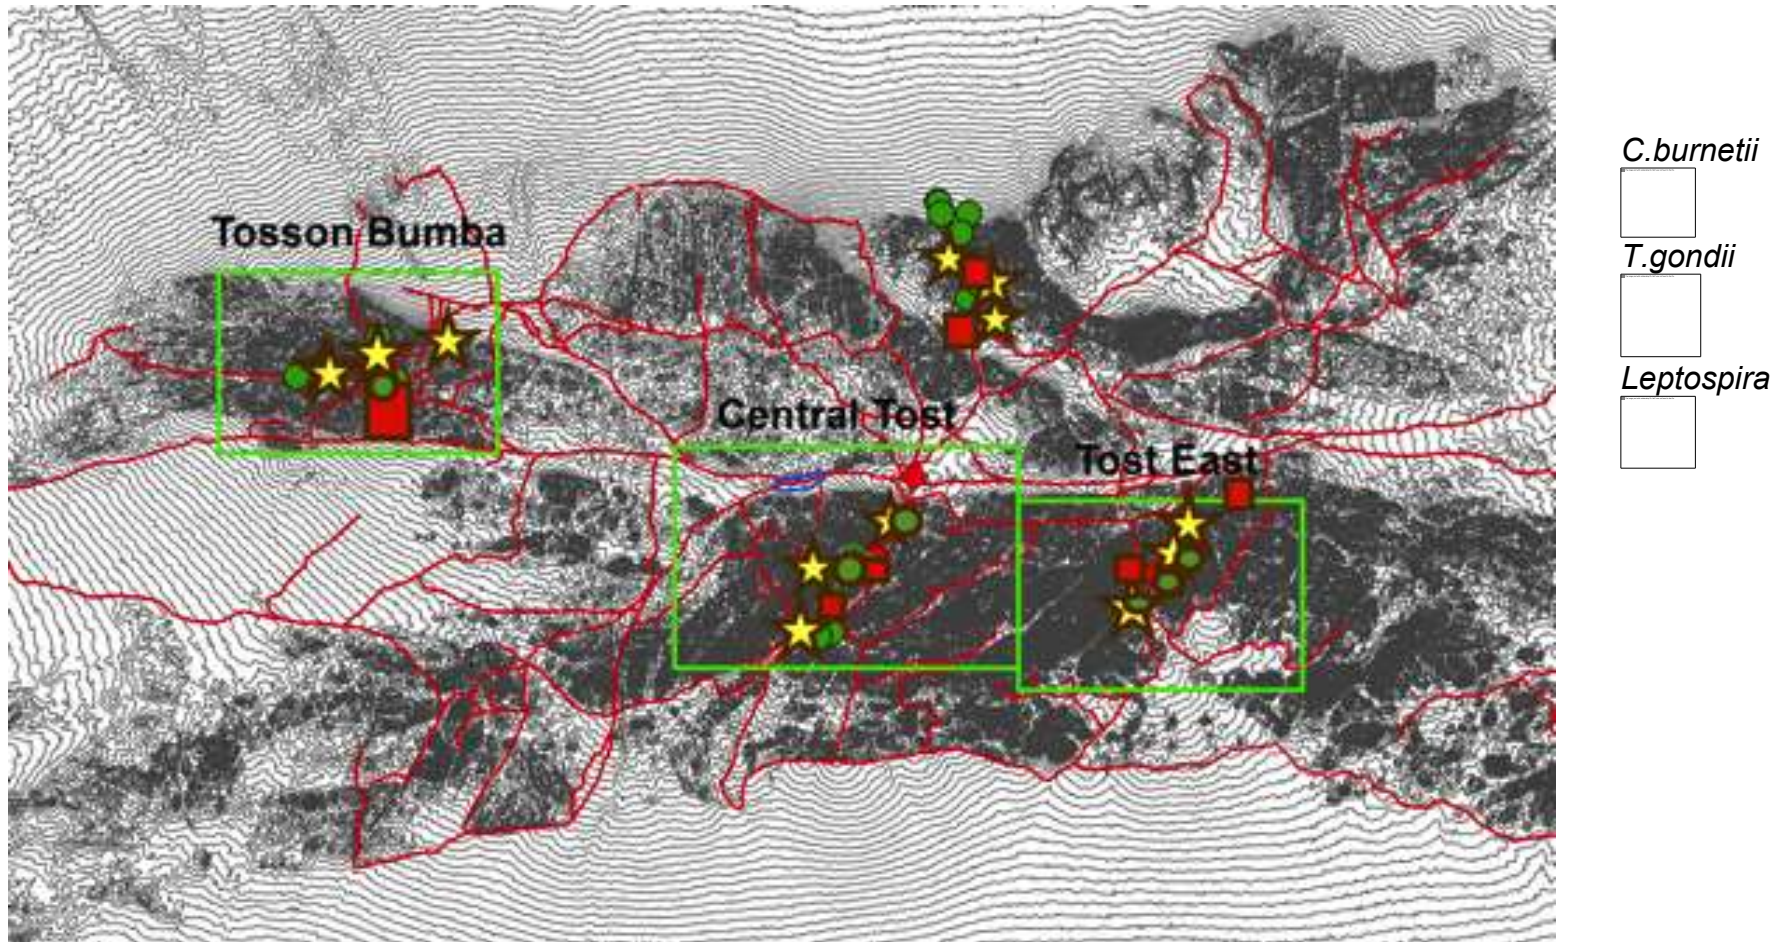 Tosson Bumba
Central Tost
Tost East
C.burnetii
T.gondii
Leptospira